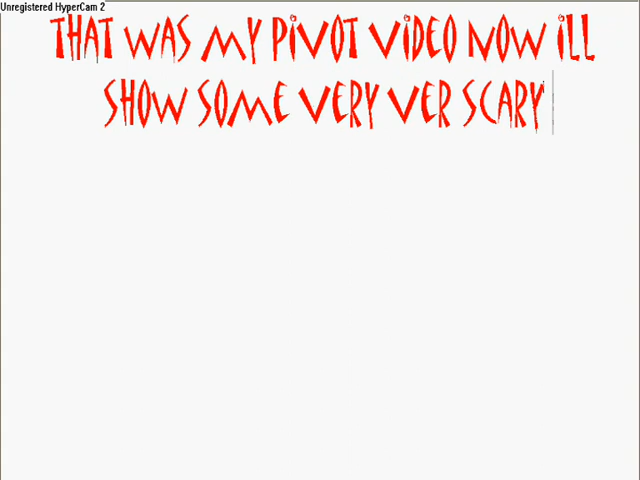 Unregistered HyperCam 2
THAT WAS MY PiVOT ViDEO NOW iLL
SHOW SOME VERY VER SCARY